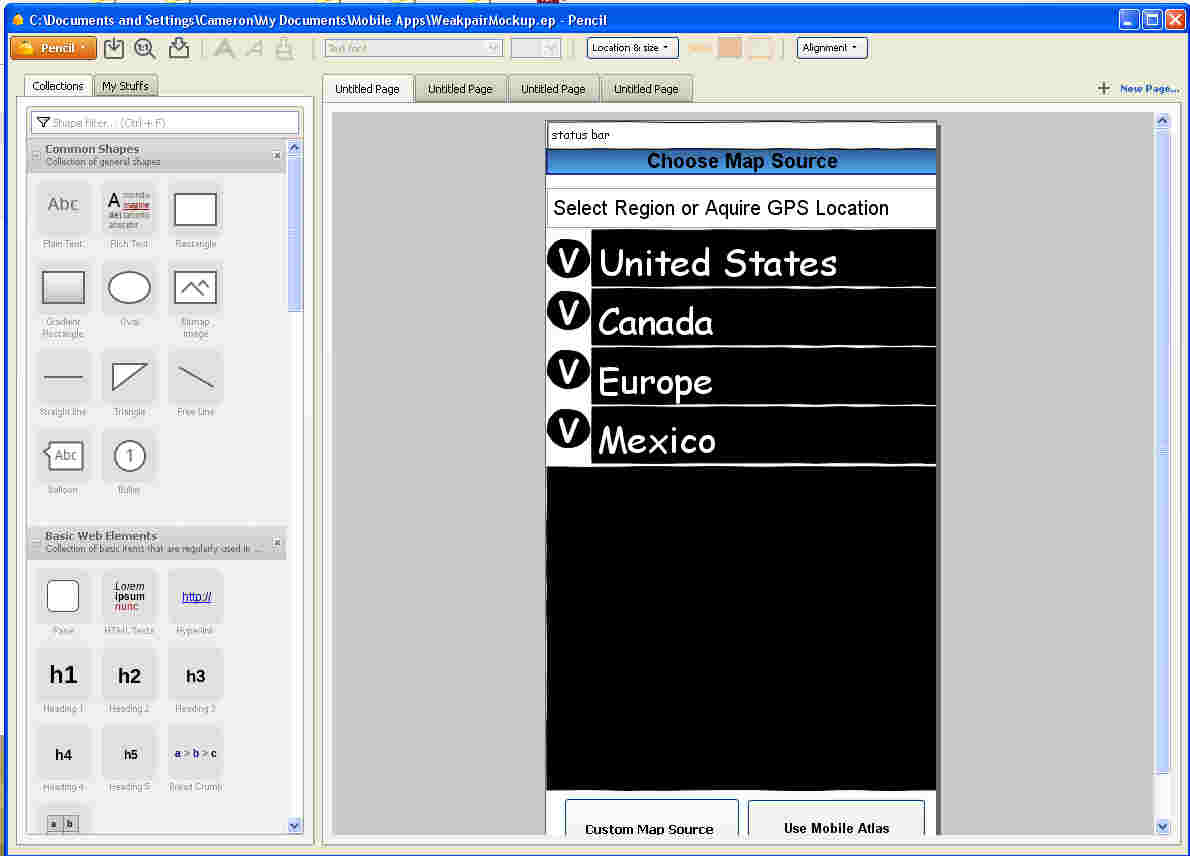 C:\Documents and Settings\Cameron\My Documents\Mobile Apps\WeakpairMockup.ep - Pencil
Pencil
1:1
A A
Text font
Location & size
Alignment
Collections
My Stuffs
Untitled Page
Untitled Page
Untitled Page
Untitled Page
New Page...
Shape filter... (Ctrl + F)
Common Shapes
Collection of general shapes
Abc
A
imagine
Plain Text
Rich Text
Rectangle
Gradient
Rectangle
Oval
Bitmap
Image
Straight line
Triangle
Free Line
Abc
1
Balloon
Bullet
Basic Web Elements
Collection of basic items that are regularly used in ...
Lorem
ipsum
nunc
http://
Pane
HTML Texts
Hyperlink
h1
h2
h3
Heading 1
Heading 2
Heading 3
h4
h5
a > b > c
Heading 4
Heading 5
Bread Crumb
a b
status bar
Choose Map Source
Select Region or Aquire GPS Location
V United States
V Canada
V Europe
V Mexico
Custom Map Source
Use Mobile Atlas